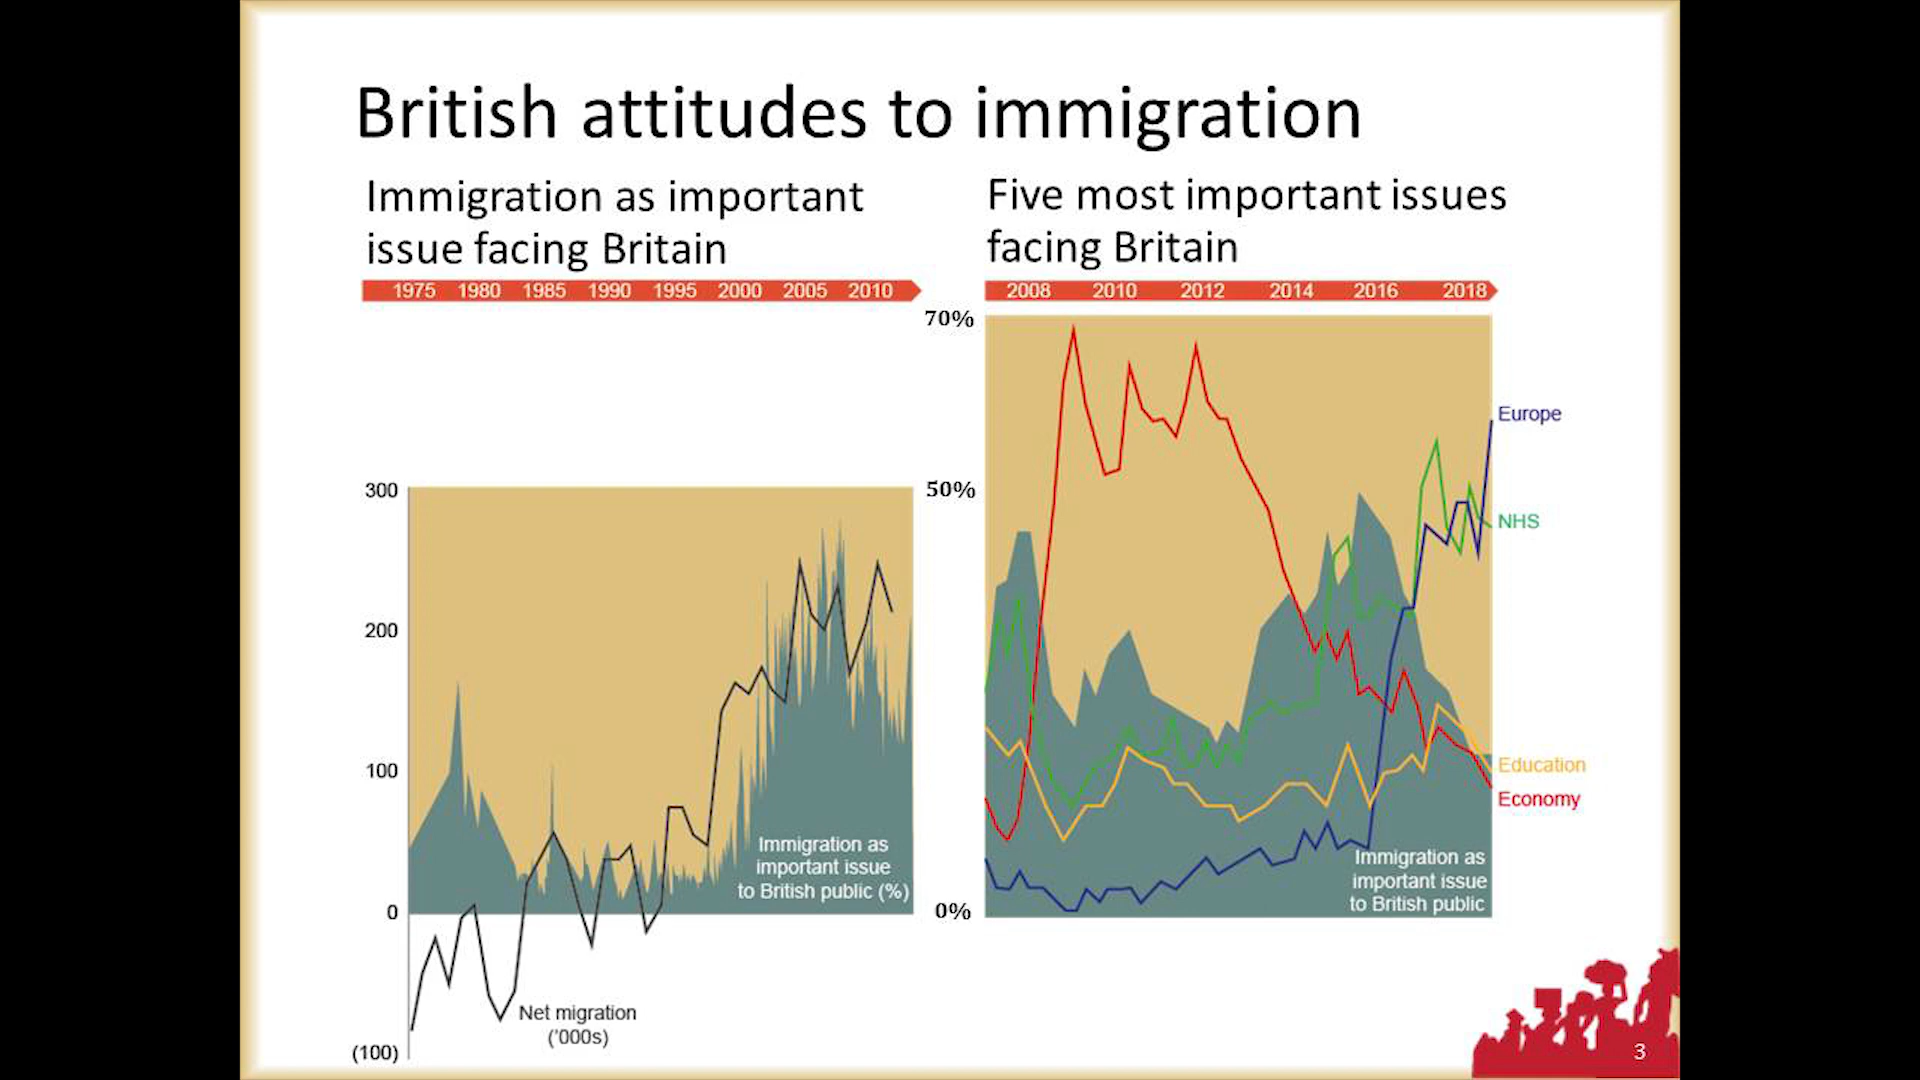 British attitudes to immigration
Immigration as important
issue facing Britain
1975 1980 1985 1990 1995 2000 2005 2010
300
200
100
0
(100)
Immigration as
important issue
to British public (%)
Net migration
('000s)
Five most important issues
facing Britain
2008 2010 2012 2014 2016 2018
70%
50%
0%
Europe
NHS
Education
Economy
Immigration as
important issue
to British public
3